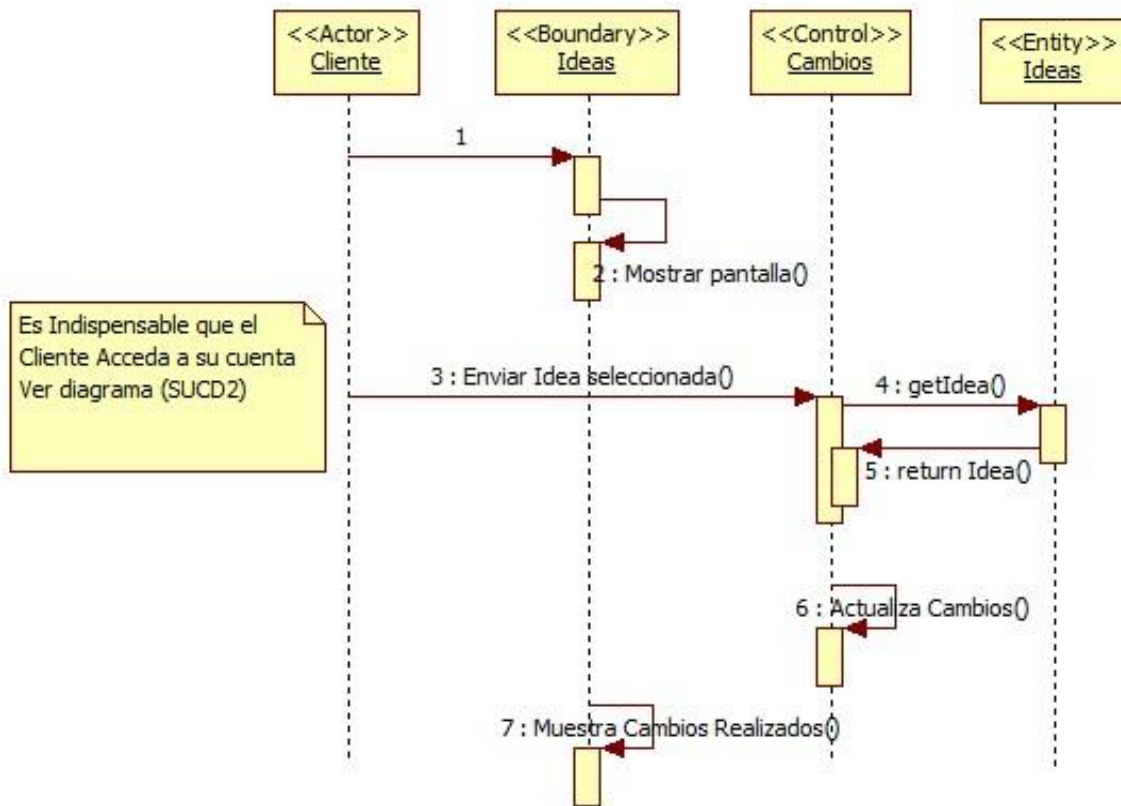 <<Actor>>
Cliente
<<Boundary>>
Ideas
<<Control>>
Cambios
<<Entity>>
Ideas
1
2 : Mostrar pantalla()
Es Indispensable que el
Cliente Acceda a su cuenta
Ver diagrama (SUCD2)
3 : Enviar Idea seleccionada()
4 : getIdea()
5 : return Idea()
6 : Actualiza Cambios()
7 : Muestra Cambios Realizados()